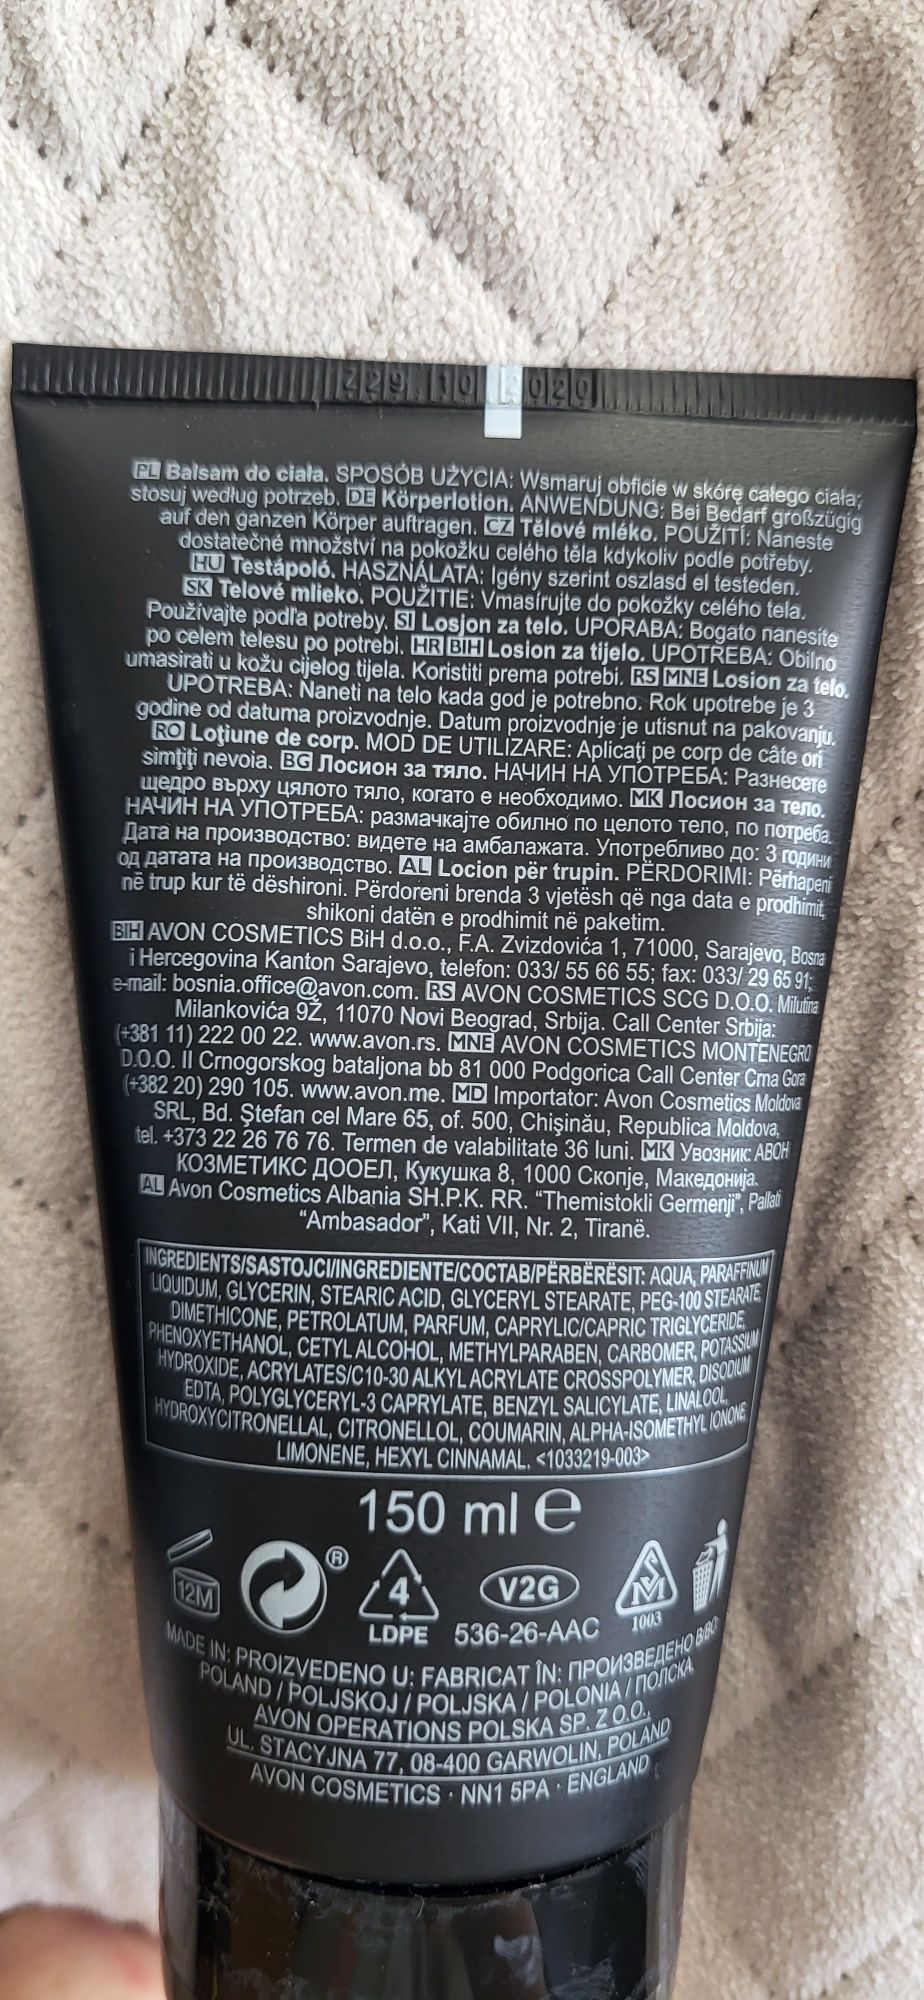 Z29 10 2020
PL Balsam do ciała. SPOSÓB UŻYCIA: Wsmaruj obficie w skórę całego ciała;
stosuj według potrzeb. DE Körperlotion. ANWENDUNG: Bei Bedarf großzügig
auf den ganzen Körper auftragen. CZ Tělové mléko. POUŽITÍ: Naneste
dostatečné množství na pokožku celého těla kdykoliv podle potřeby.
HU Testápoló. HASZNÁLATA: Igény szerint oszlasd el testeden.
SK Telové mlieko. POUŽITIE: Vmasírujte do pokožky celého tela.
Používajte podľa potreby. SI Losjon za telo. UPORABA: Bogato nanesite
po celem telesu po potrebi. HR BIH Losion za tijelo. UPOTREBA: Obilno
umasirati u kožu cijelog tijela. Koristiti prema potrebi. RS MNE Losion za telo.
UPOTREBA: Naneti na telo kada god je potrebno. Rok upotrebe je 3
godine od datuma proizvodnje. Datum proizvodnje je utisnut na pakovanju.
RO Loţiune de corp. MOD DE UTILIZARE: Aplicaţi pe corp de câte ori
simţiţi nevoia. BG Лосион за тяло. НАЧИН НА УПОТРЕБА: Разнесете
щедро върху цялото тяло, когато е необходимо. MK Лосион за тело.
НАЧИН НА УПОТРЕБА: размачкајте обилно по целото тело, по потреба.
Дата на производство: видете на амбалажата. Употребливо до: 3 години
од датата на производство. AL Locion për trupin. PËRDORIMI: Përhapeni
në trup kur të dëshironi. Përdoreni brenda 3 vjetësh që nga data e prodhimit,
shikoni datën e prodhimit në paketim.
BIH AVON COSMETICS BiH d.o.o., F.A. Zvizdovića 1, 71000, Sarajevo, Bosna
i Hercegovina Kanton Sarajevo, telefon: 033/ 55 66 55; fax: 033/ 29 65 91;
e-mail: bosnia.office@avon.com. RS AVON COSMETICS SCG D.O.O. Milutina
Milankovića 9Ž, 11070 Novi Beograd, Srbija. Call Center Srbija:
(+381 11) 222 00 22. www.avon.rs. MNE AVON COSMETICS MONTENEGRO
D.O.O. II Crnogorskog bataljona bb 81 000 Podgorica Call Center Crna Gora
(+382 20) 290 105. www.avon.me. MD Importator: Avon Cosmetics Moldova
SRL, Bd. Ştefan cel Mare 65, of. 500, Chişinău, Republica Moldova,
tel. +373 22 26 76 76. Termen de valabilitate 36 luni. MK Увозник: АВОН
КОЗМЕТИКС ДООЕЛ, Кукушка 8, 1000 Скопје, Македонија.
AL Avon Cosmetics Albania SH.P.K. RR. “Themistokli Germenji”, Pallati
“Ambasador”, Kati VII, Nr. 2, Tiranë.
INGREDIENTS/SASTOJCI/INGREDIENTE/СОСТАВ/PËRBËRËSIT: AQUA, PARAFFINUM
LIQUIDUM, GLYCERIN, STEARIC ACID, GLYCERYL STEARATE, PEG-100 STEARATE,
DIMETHICONE, PETROLATUM, PARFUM, CAPRYLIC/CAPRIC TRIGLYCERIDE,
PHENOXYETHANOL, CETYL ALCOHOL, METHYLPARABEN, CARBOMER, POTASSIUM
HYDROXIDE, ACRYLATES/C10-30 ALKYL ACRYLATE CROSSPOLYMER, DISODIUM
EDTA, POLYGLYCERYL-3 CAPRYLATE, BENZYL SALICYLATE, LINALOOL,
HYDROXYCITRONELLAL, CITRONELLOL, COUMARIN, ALPHA-ISOMETHYL IONONE,
LIMONENE, HEXYL CINNAMAL. <1033219-003>
150 ml e
12M ® 4 LDPE V2G 536-26-AAC SM 1003
MADE IN: PROIZVEDENO U: FABRICAT ÎN: ПРОИЗВЕДЕНО В/ВО:
POLAND / POLJSKOJ / POLJSKA / POLONIA / ПОЛСКА
AVON OPERATIONS POLSKA SP. Z O.O.,
UL. STACYJNA 77, 08-400 GARWOLIN, POLAND
AVON COSMETICS · NN1 5PA · ENGLAND